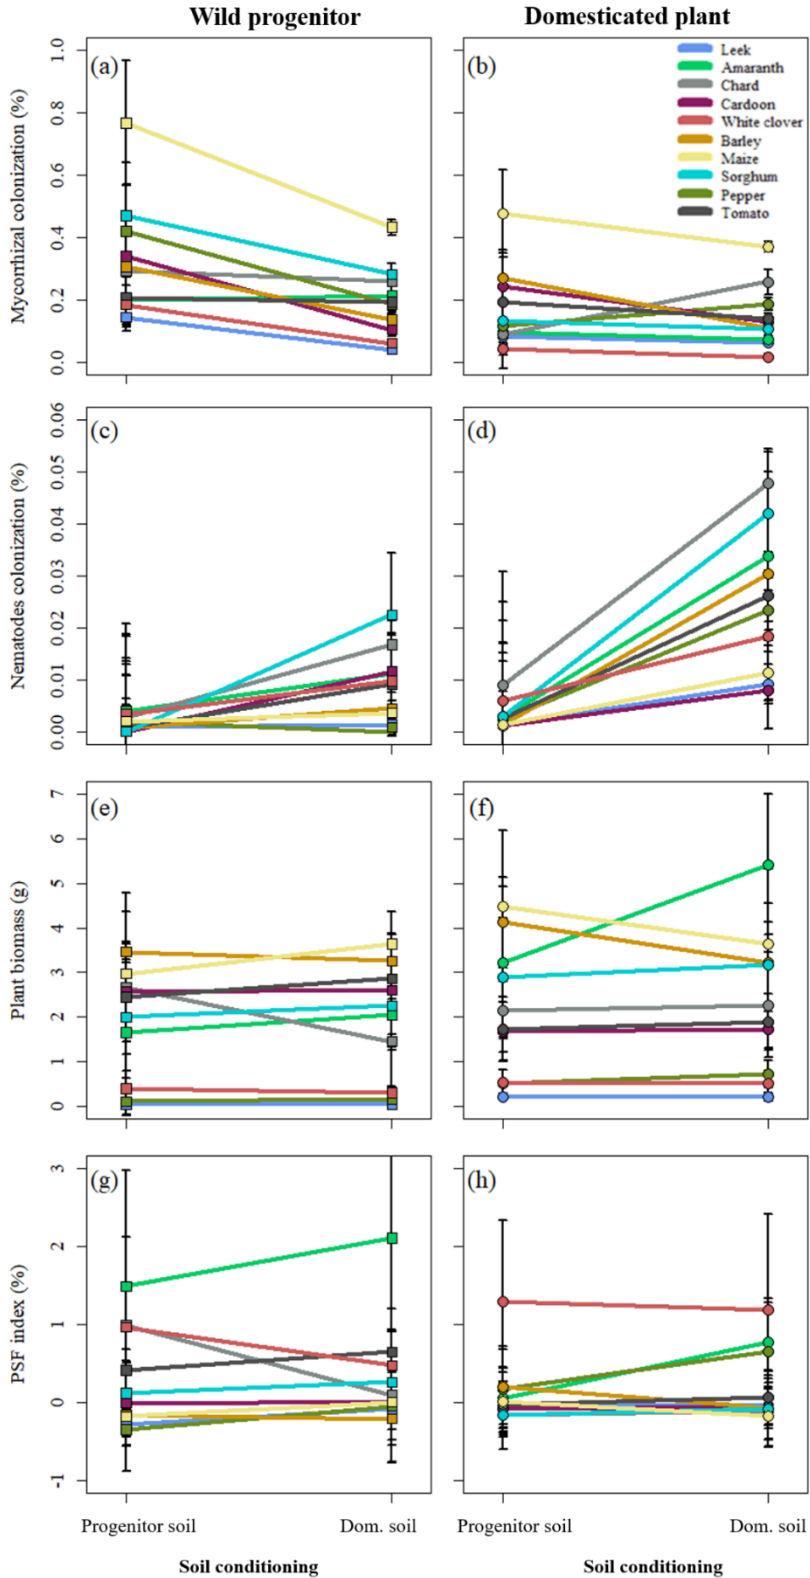 Wild progenitor
Domesticated plant
Mycorrhizal colonization (%)
1.0
0.8
0.6
0.4
0.2
0.0
(a)
(b)
Leek
Amaranth
Chard
Cardoon
White clover
Barley
Maize
Sorghum
Pepper
Tomato
Nematodes colonization (%)
0.06
0.05
0.04
0.03
0.02
0.01
0.00
(c)
(d)
Plant biomass (g)
7
6
5
4
3
2
1
0
(e)
(f)
PSF index (%)
3
2
1
0
-1
(g)
(h)
Progenitor soil
Dom. soil
Progenitor soil
Dom. soil
Soil conditioning
Soil conditioning